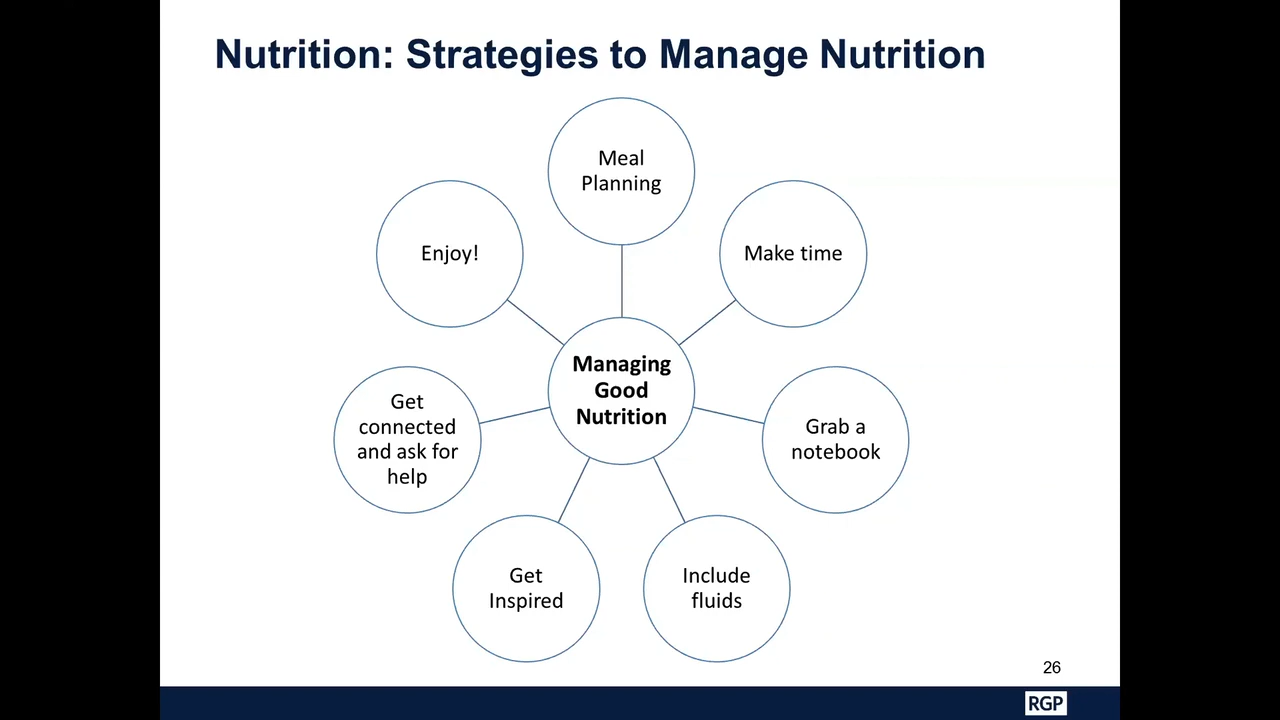 Nutrition: Strategies to Manage Nutrition
Meal
Planning
Make time
Grab a
notebook
Include
fluids
Get
Inspired
Get
connected
and ask for
help
Enjoy!
Managing
Good
Nutrition
26
RGP